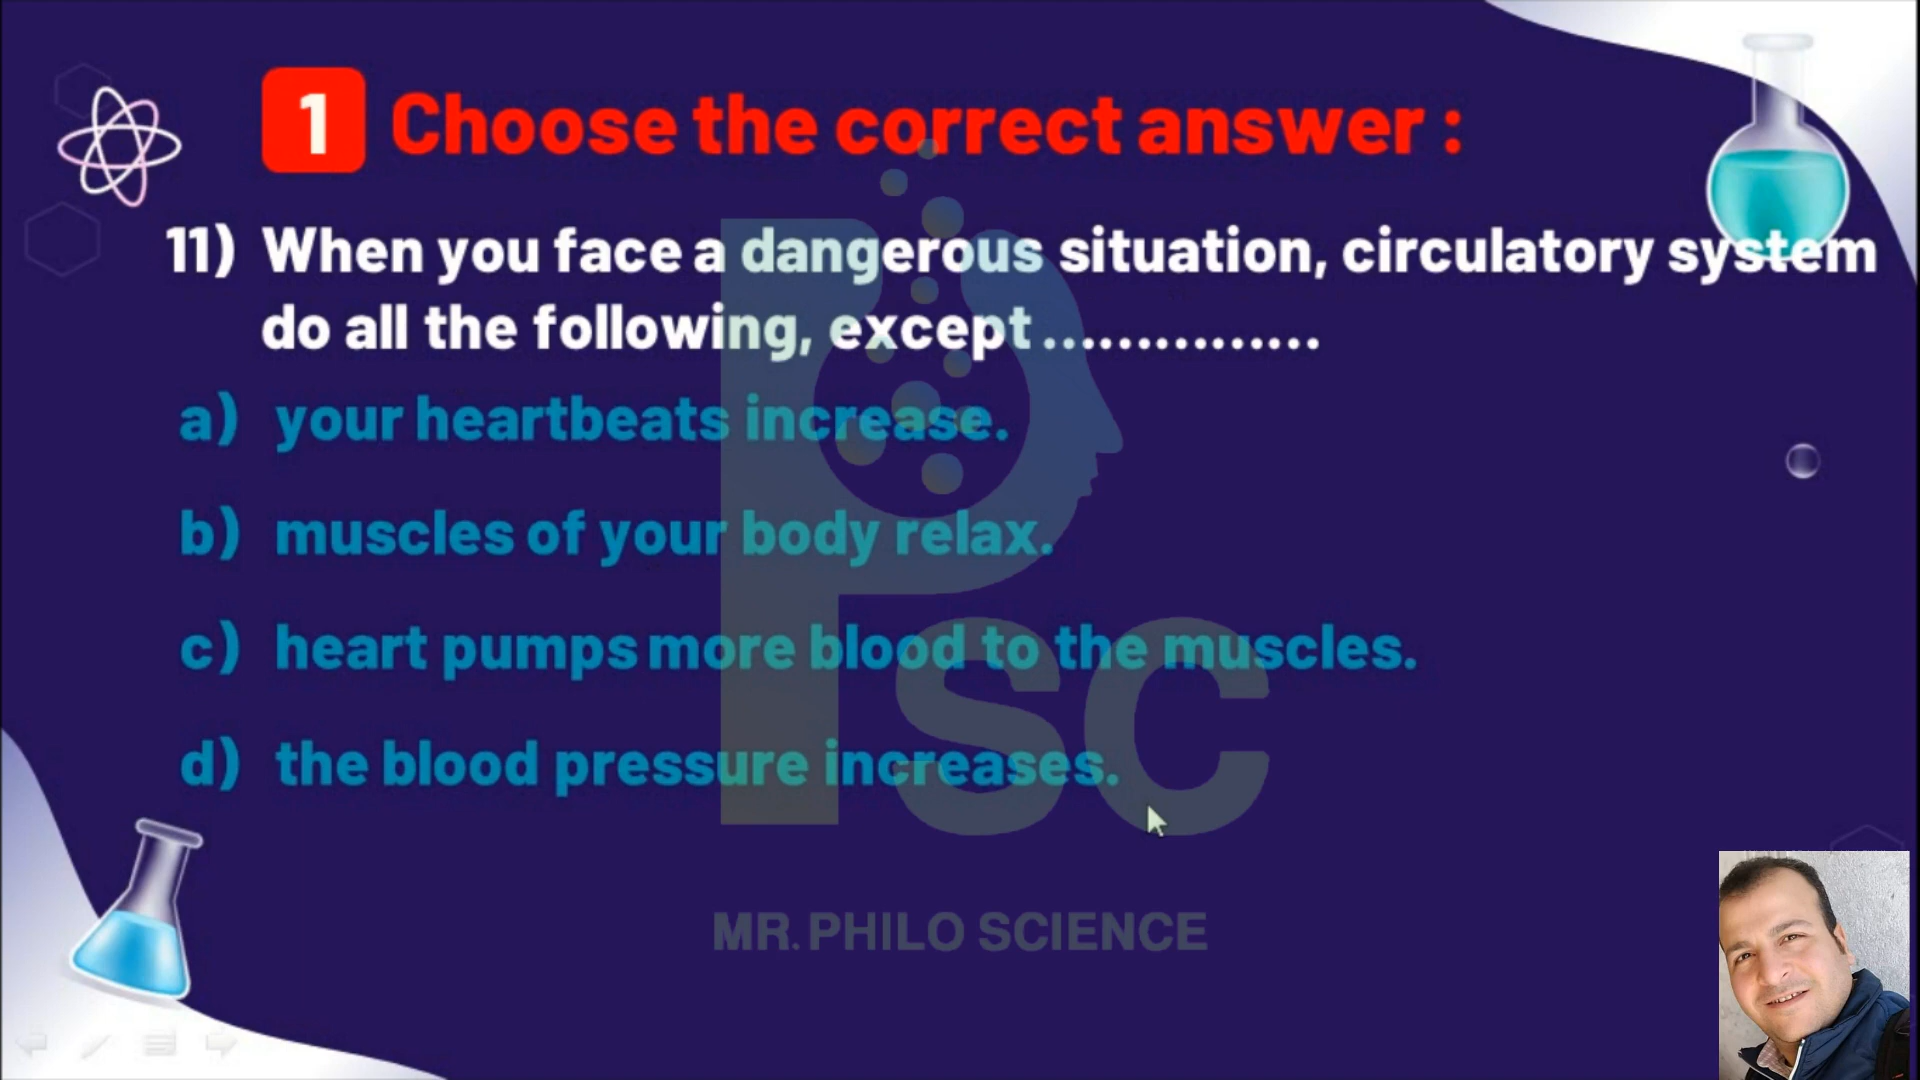 1 Choose the correct answer :
11) When you face a dangerous situation, circulatory system
do all the following, except ...............
a) your heartbeats increase.
b) muscles of your body relax.
c) heart pumps more blood to the muscles.
d) the blood pressure increases.
Psc
MR. PHILO SCIENCE